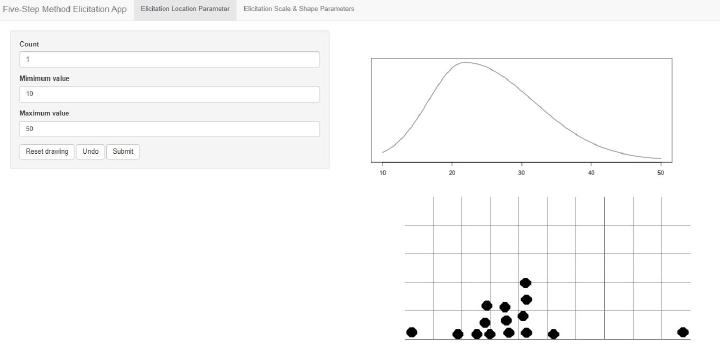 Five-Step Method Elicitation App Elicitation Location Parameter Elicitation Scale & Shape Parameters
Count
1
Mimimum value
10
Maximum value
50
Reset drawing Undo Submit
10 20 30 40 50